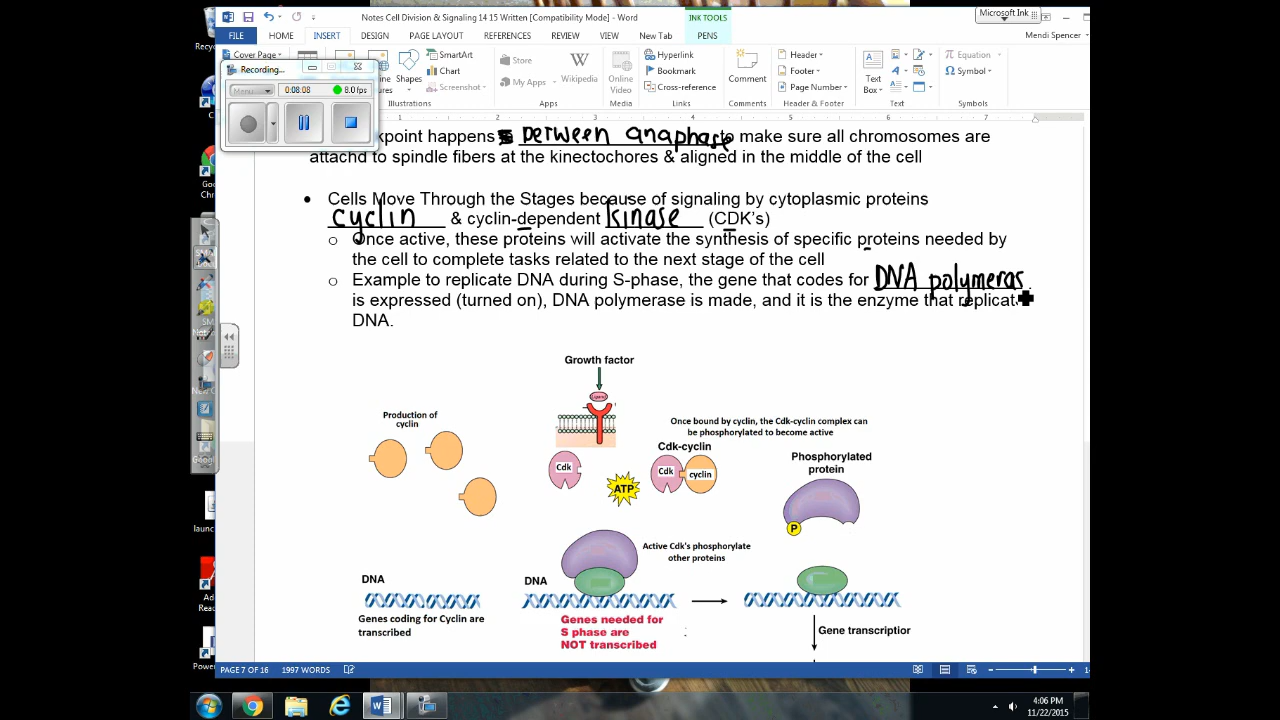 Notes Cell Division & Signaling 14 15 Written [Compatibility Mode] - Word
INK TOOLS
Microsoft Ink
FILE HOME INSERT DESIGN PAGE LAYOUT REFERENCES REVIEW VIEW New Tab PENS
Mendi Spencer
Cover Page
Shapes
SmartArt
Chart
Store
My Apps
Wikipedia
Online Video
Hyperlink
Bookmark
Cross-reference
Comment
Header
Footer
Page Number
Text Box
Equation
Symbol
Illustrations Apps Media Links Comments Header & Footer Text Symbols
Recording...
Menu 0:08:08 8.0 fps
1 2 3 4 5 6 7
kpoint happens between anaphase to make sure all chromosomes are
attachd to spindle fibers at the kinectochores & aligned in the middle of the cell
• Cells Move Through the Stages because of signaling by cytoplasmic proteins
cyclin & cyclin-dependent kinase (CDK's)
o Once active, these proteins will activate the synthesis of specific proteins needed by
the cell to complete tasks related to the next stage of the cell
o Example to replicate DNA during S-phase, the gene that codes for DNA polymeras
is expressed (turned on), DNA polymerase is made, and it is the enzyme that replicat
DNA.
Growth factor
Ligand
Production of
cyclin
Once bound by cyclin, the Cdk-cyclin complex can
be phosphorylated to become active
Cdk-cyclin
Cdk
ATP
Cdk cyclin
Phosphorylated
protein
P
Active Cdk's phosphorylate
other proteins
DNA
DNA
Genes coding for Cyclin are
transcribed
Genes needed for
S phase are
NOT transcribed
Gene transcription
PAGE 7 OF 16 1997 WORDS
4:06 PM
11/22/2015